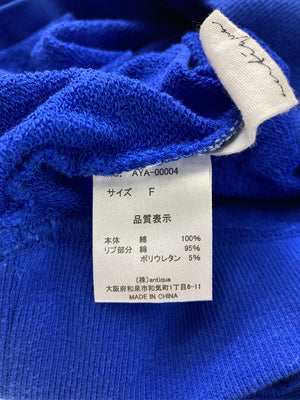 antiqua
AYA-00004
サイズ F
品質表示
本体 綿 100%
リブ部分 綿 95%
ポリウレタン 5%
(株)antiqua
大阪府和泉市和気町1丁目8-11
MADE IN CHINA